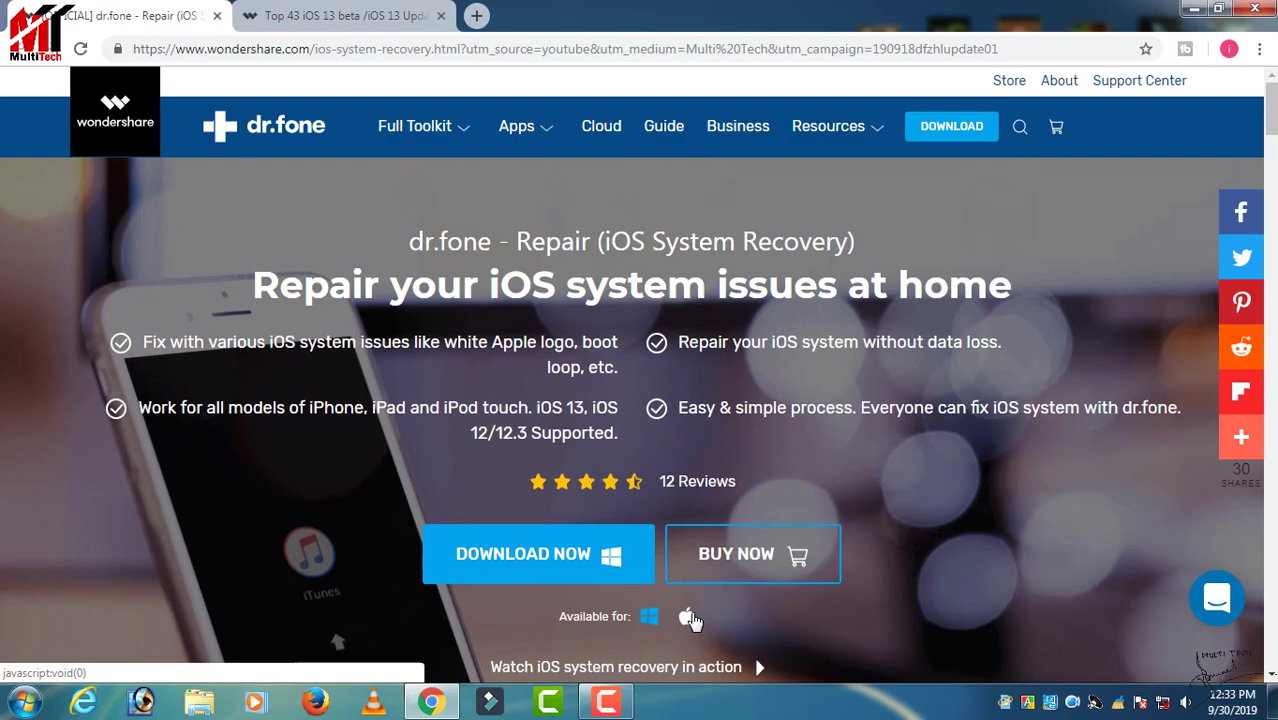 MT
MultiTech
ICIAL] dr.fone - Repair (iOS S
Top 43 iOS 13 beta /iOS 13 Upda
https://www.wondershare.com/ios-system-recovery.html?utm_source=youtube&utm_medium=Multi%20Tech&utm_campaign=190918dfzhlupdate01
Store About Support Center
wondershare
dr.fone Full Toolkit Apps Cloud Guide Business Resources DOWNLOAD
dr.fone - Repair (iOS System Recovery)
Repair your iOS system issues at home
Fix with various iOS system issues like white Apple logo, boot
loop, etc.
Repair your iOS system without data loss.
Work for all models of iPhone, iPad and iPod touch. iOS 13, iOS
12/12.3 Supported.
Easy & simple process. Everyone can fix iOS system with dr.fone.
12 Reviews
30
SHARES
DOWNLOAD NOW BUY NOW
iTunes
Available for:
Watch iOS system recovery in action
javascript:void(0)
MULTI TECH
12:33 PM
9/30/2019